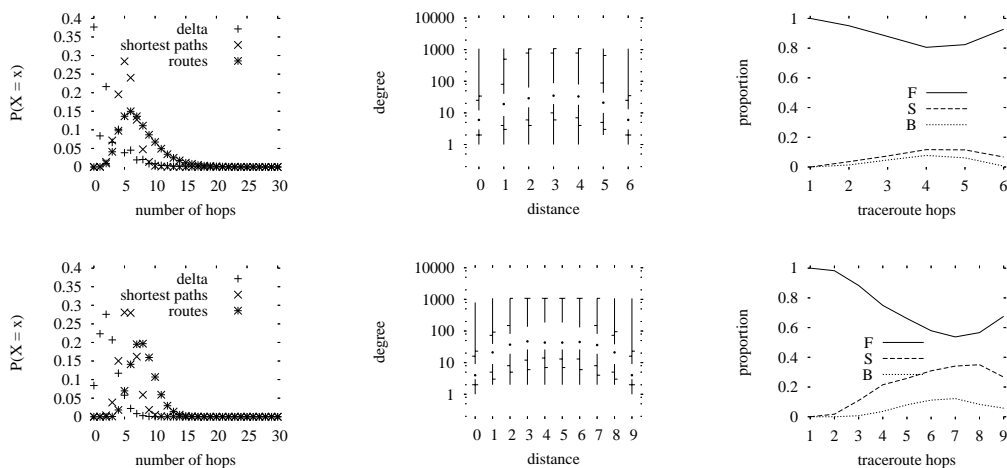 0.4
0.35
0.3
0.25
0.2
0.15
0.1
0.05
0
P(X = x)
delta
shortest paths
routes
0 5 10 15 20 25 30
number of hops
10000
1000
100
10
1
degree
0 1 2 3 4 5 6
distance
1
0.8
0.6
0.4
0.2
0
proportion
F
S
B
1 2 3 4 5 6
traceroute hops
0.4
0.35
0.3
0.25
0.2
0.15
0.1
0.05
0
P(X = x)
delta
shortest paths
routes
0 5 10 15 20 25 30
number of hops
10000
1000
100
10
1
degree
0 1 2 3 4 5 6 7 8 9
distance
1
0.8
0.6
0.4
0.2
0
proportion
F
S
B
1 2 3 4 5 6 7 8 9
traceroute hops